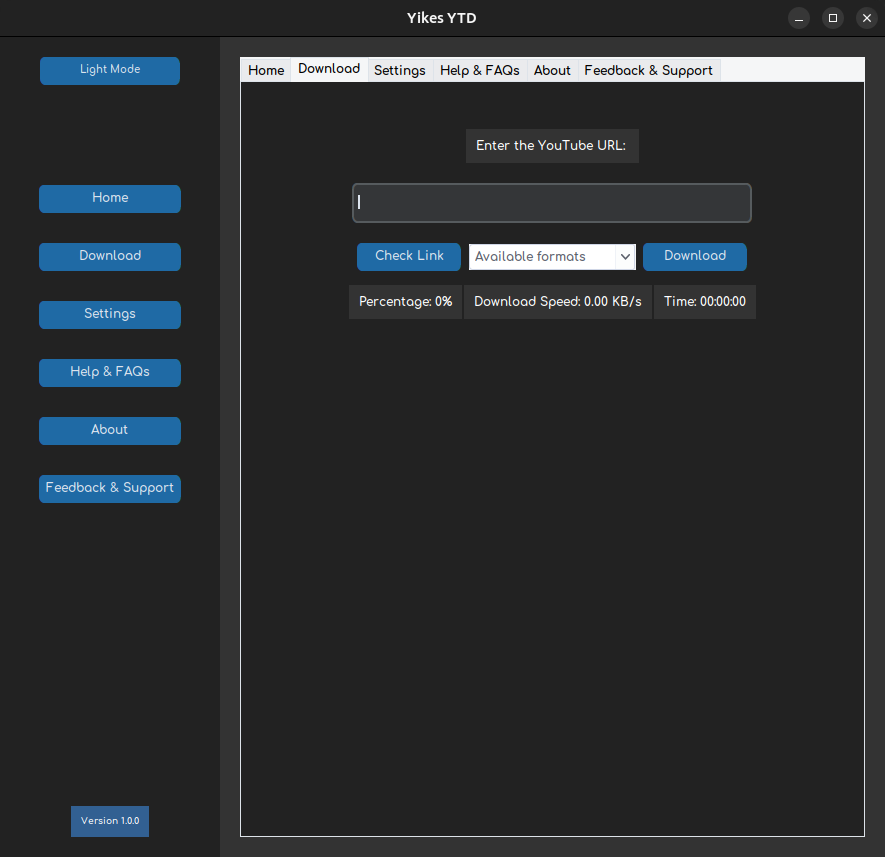 Yikes YTD
Light Mode
Home
Download
Settings
Help & FAQs
About
Feedback & Support
Version 1.0.0
Home Download Settings Help & FAQs About Feedback & Support
Enter the YouTube URL:
Check Link Available formats Download
Percentage: 0% Download Speed: 0.00 KB/s Time: 00:00:00